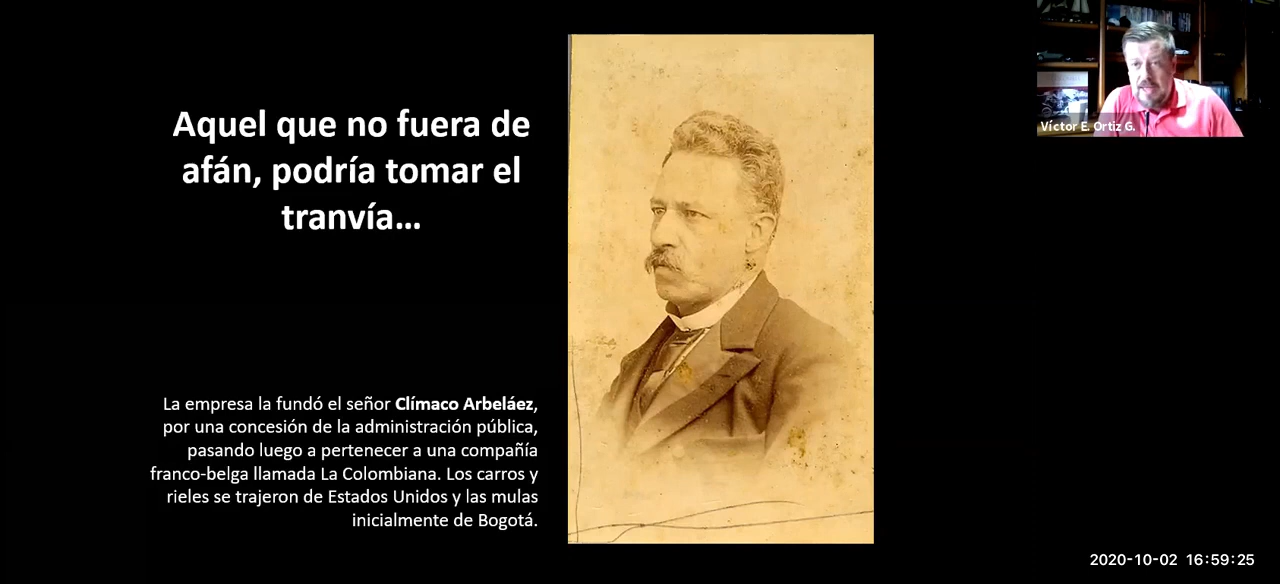 Aquel que no fuera de
afán, podría tomar el
tranvía...
La empresa la fundó el señor Clímaco Arbeláez,
por una concesión de la administración pública,
pasando luego a pertenecer a una compañía
franco-belga llamada La Colombiana. Los carros y
rieles se trajeron de Estados Unidos y las mulas
inicialmente de Bogotá.
Víctor E. Ortiz G.
2020-10-02 16:59:25